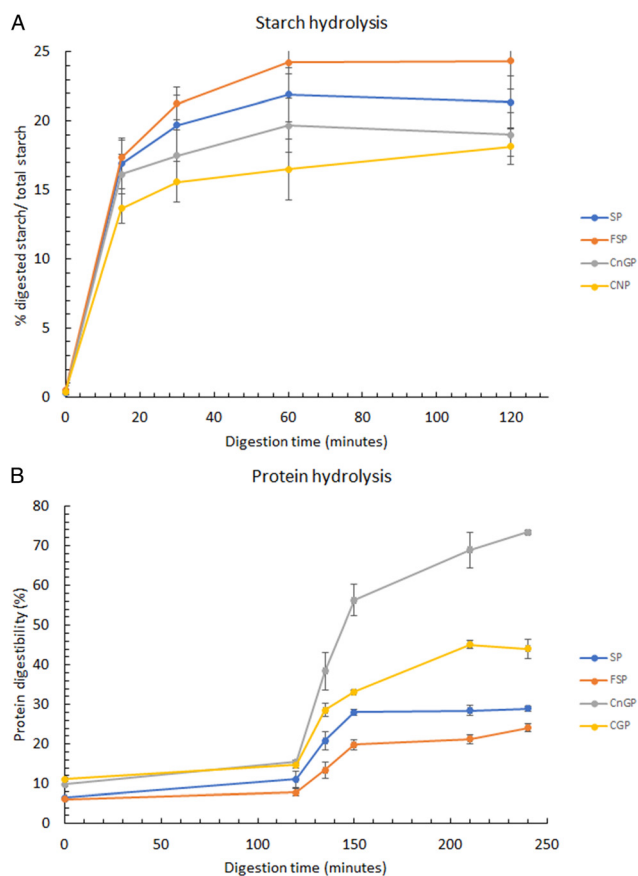 A
Starch hydrolysis
25
20
15
10
5
0
% digested starch/ total starch
0 20 40 60 80 100 120
Digestion time (minutes)
SP
FSP
CnGP
CNP
B
Protein hydrolysis
80
70
60
50
40
30
20
10
0
Protein digestibility (%)
0 50 100 150 200 250
Digestion time (minutes)
SP
FSP
CnGP
CGP